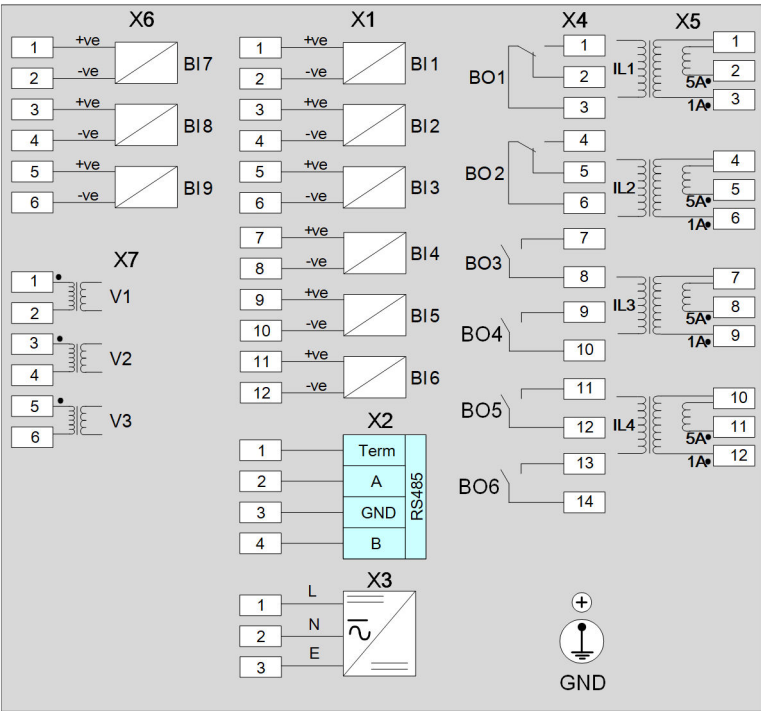 X6
1 +ve
2 -ve
BI7
3 +ve
4 -ve
BI8
5 +ve
6 -ve
BI9
X7
1
2
V1
3
4
V2
5
6
V3
X1
1 +ve
2 -ve
BI1
3 +ve
4 -ve
BI2
5 +ve
6 -ve
BI3
7 +ve
8 -ve
BI4
9 +ve
10 -ve
BI5
11 +ve
12 -ve
BI6
X2
1 Term
2 A
3 GND
4 B
RS485
X3
1 L
2 N
3 E
X4
BO1
1
2
3
BO2
4
5
6
BO3
7
8
BO4
9
10
BO5
11
12
BO6
13
14
X5
IL1
1
2
5A
3
1A
IL2
4
5
5A
6
1A
IL3
7
8
5A
9
1A
IL4
10
11
5A
12
1A
GND